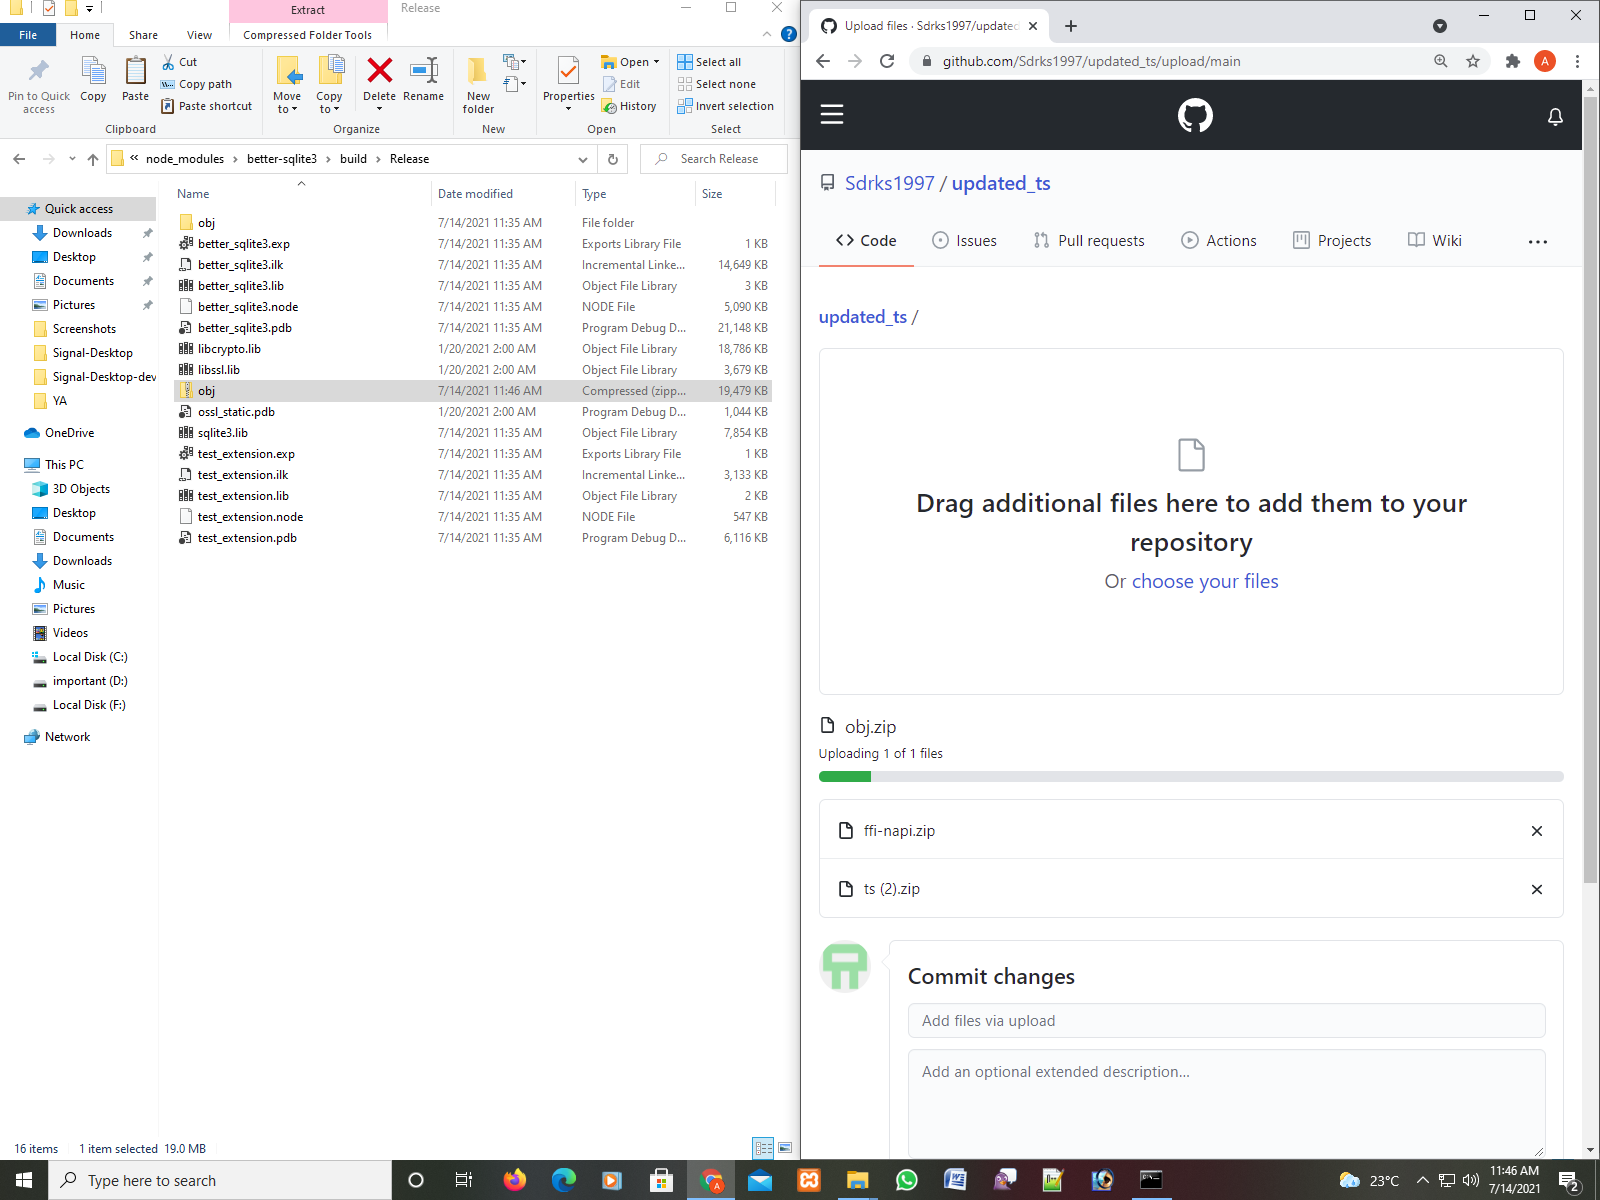 Extract
Release
File
Home
Share
View
Compressed Folder Tools
Pin to Quick access
Copy
Paste
Cut
Copy path
Paste shortcut
Clipboard
Move to
Copy to
Delete
Rename
Organize
New folder
New
Properties
Open
Edit
History
Open
Select all
Select none
Invert selection
Select
« node_modules › better-sqlite3 › build › Release
Search Release
Name
Date modified
Type
Size
obj 7/14/2021 11:35 AM File folder
better_sqlite3.exp 7/14/2021 11:35 AM Exports Library File 1 KB
better_sqlite3.ilk 7/14/2021 11:35 AM Incremental Linke... 14,649 KB
better_sqlite3.lib 7/14/2021 11:35 AM Object File Library 3 KB
better_sqlite3.node 7/14/2021 11:35 AM NODE File 5,090 KB
better_sqlite3.pdb 7/14/2021 11:35 AM Program Debug D... 21,148 KB
libcrypto.lib 1/20/2021 2:00 AM Object File Library 18,786 KB
libssl.lib 1/20/2021 2:00 AM Object File Library 3,679 KB
obj 7/14/2021 11:46 AM Compressed (zipp... 19,479 KB
ossl_static.pdb 1/20/2021 2:00 AM Program Debug D... 1,044 KB
sqlite3.lib 7/14/2021 11:35 AM Object File Library 7,854 KB
test_extension.exp 7/14/2021 11:35 AM Exports Library File 1 KB
test_extension.ilk 7/14/2021 11:35 AM Incremental Linke... 3,133 KB
test_extension.lib 7/14/2021 11:35 AM Object File Library 2 KB
test_extension.node 7/14/2021 11:35 AM NODE File 547 KB
test_extension.pdb 7/14/2021 11:35 AM Program Debug D... 6,116 KB
Quick access
Downloads
Desktop
Documents
Pictures
Screenshots
Signal-Desktop
Signal-Desktop-dev
YA
OneDrive
This PC
3D Objects
Desktop
Documents
Downloads
Music
Pictures
Videos
Local Disk (C:)
important (D:)
Local Disk (F:)
Network
16 items 1 item selected 19.0 MB
Upload files · Sdrks1997/updated
github.com/Sdrks1997/updated_ts/upload/main
A
Sdrks1997 / updated_ts
Code
Issues
Pull requests
Actions
Projects
Wiki
updated_ts /
Drag additional files here to add them to your
repository
Or choose your files
obj.zip
Uploading 1 of 1 files
ffi-napi.zip
ts (2).zip
Commit changes
Add files via upload
Add an optional extended description...
Type here to search
23°C
11:46 AM
7/14/2021
2